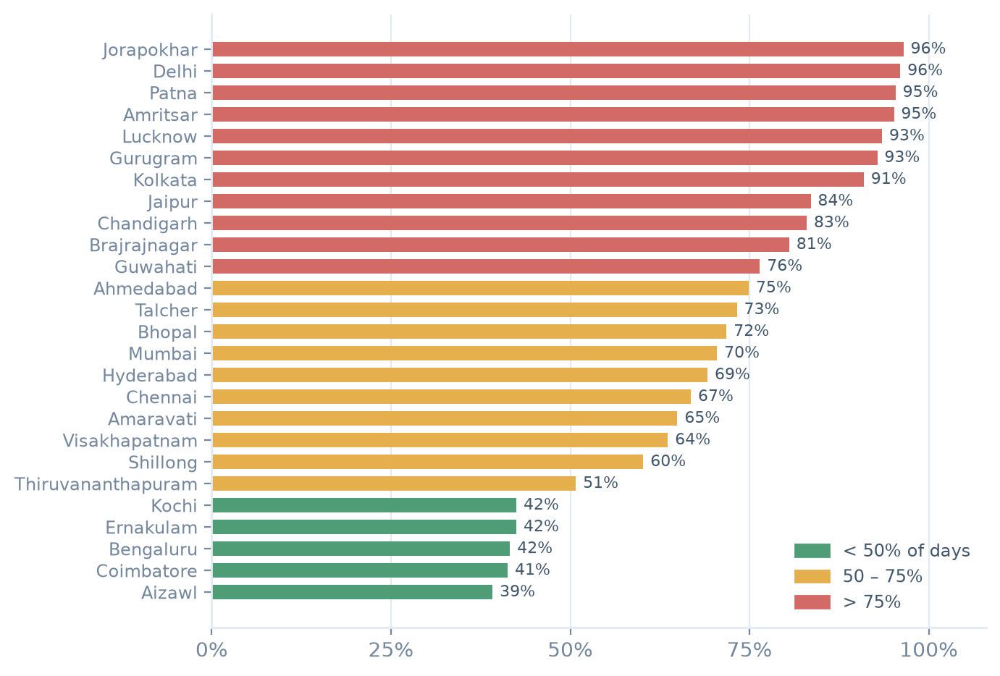 Jorapokhar 96%
Delhi 96%
Patna 95%
Amritsar 95%
Lucknow 93%
Gurugram 93%
Kolkata 91%
Jaipur 84%
Chandigarh 83%
Brajrajnagar 81%
Guwahati 76%
Ahmedabad 75%
Talcher 73%
Bhopal 72%
Mumbai 70%
Hyderabad 69%
Chennai 67%
Amaravati 65%
Visakhapatnam 64%
Shillong 60%
Thiruvananthapuram 51%
Kochi 42%
Ernakulam 42%
Bengaluru 42%
Coimbatore 41%
Aizawl 39%
< 50% of days
50 – 75%
> 75%
0% 25% 50% 75% 100%